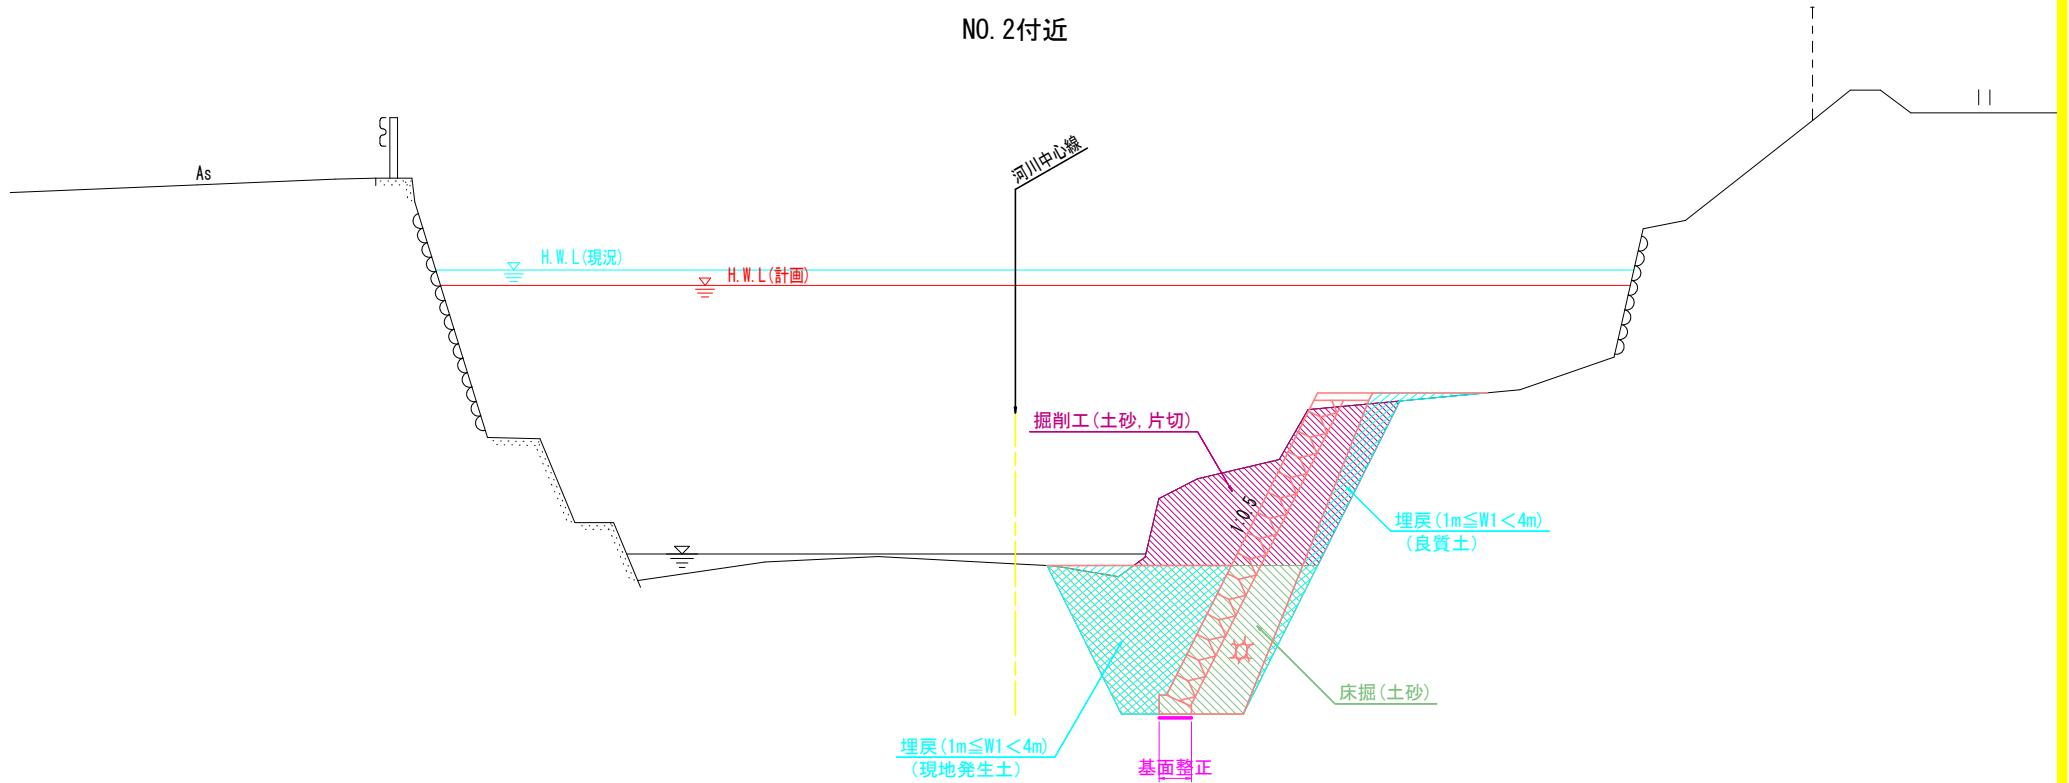 NO.2付近
As
河川中心線
H.W.L(現況)
H.W.L(計画)
掘削工(土砂,片切)
1:0.5
埋戻(1m≦W1＜4m)
(良質土)
床掘(土砂)
埋戻(1m≦W1＜4m)
(現地発生土)
基面整正